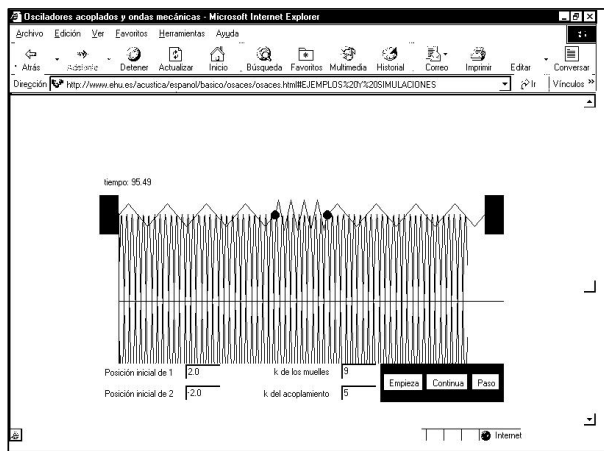 Osciladores acoplados y ondas mecánicas - Microsoft Internet Explorer
Archivo Edición Ver Favoritos Herramientas Ayuda
Atrás Adelante Detener Actualizar Inicio Búsqueda Favoritos Multimedia Historial Correo Imprimir Editar Conversar
Dirección http://www.ehu.es/acustica/espanol/basico/osaces/osaces.html#EJEMPLOS%20Y%20SIMULACIONES Ir Vínculos »
tiempo: 95.49
Posición inicial de 1 2.0 k de los muelles 9
Empieza Continua Paso
Posición inicial de 2 -2.0 k del acoplamiento 5
Internet